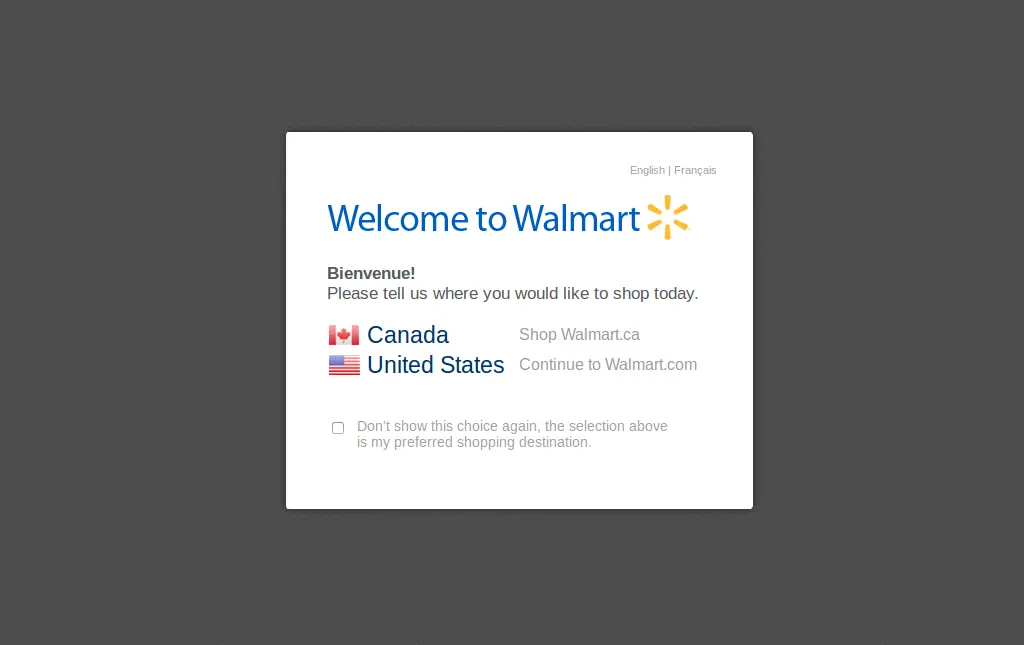 English | Français
Welcome to Walmart
Bienvenue!
Please tell us where you would like to shop today.
Canada Shop Walmart.ca
United States Continue to Walmart.com
Don't show this choice again, the selection above
is my preferred shopping destination.